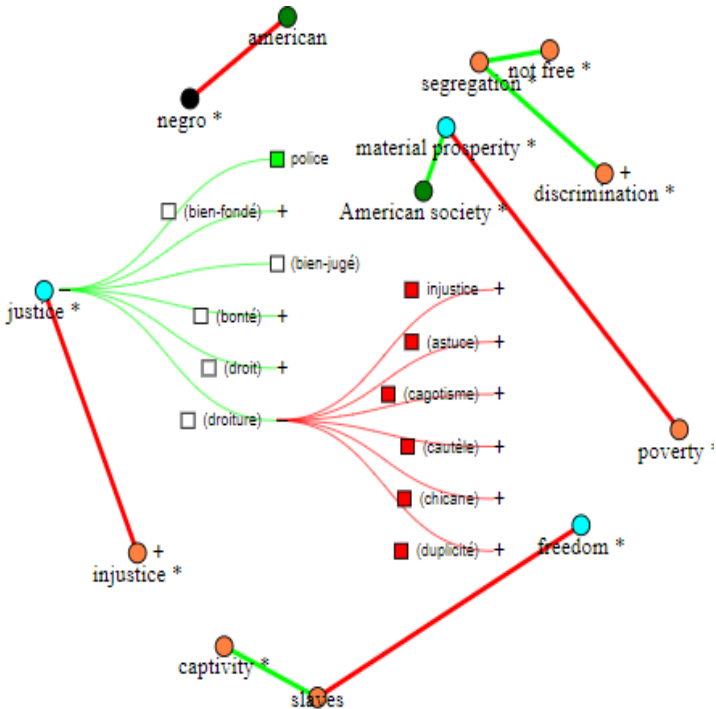 american
negro *
not free *
segregation *
material prosperity *
police
discrimination * +
American society *
(bien-fondé) +
(bien-jugé)
justice * −
injustice +
(bonté) +
(astuce) +
(droit) +
(cagotisme) +
(droiture) −
(cautèle) +
poverty *
(chicane) +
freedom *
(duplicité) +
injustice * +
captivity *
slaves